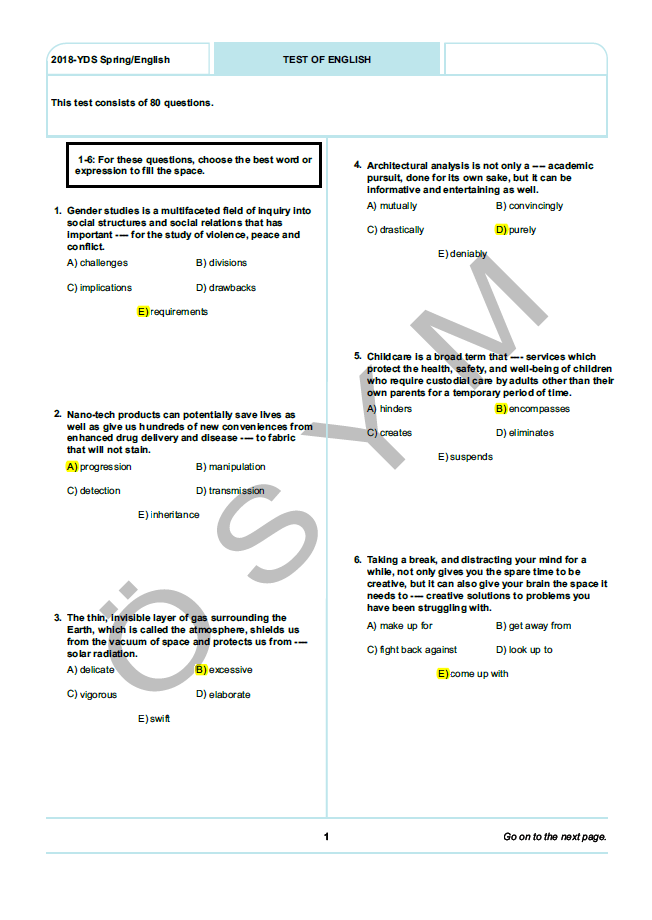 2018-YDS Spring/English
TEST OF ENGLISH
This test consists of 80 questions.
1-6: For these questions, choose the best word or
expression to fill the space.
1. Gender studies is a multifaceted field of inquiry into
social structures and social relations that has
important ---- for the study of violence, peace and
conflict.
A) challenges B) divisions
C) implications D) drawbacks
E) requirements
2. Nano-tech products can potentially save lives as
well as give us hundreds of new conveniences from
enhanced drug delivery and disease ---- to fabric
that will not stain.
A) progression B) manipulation
C) detection D) transmission
E) inheritance
3. The thin, invisible layer of gas surrounding the
Earth, which is called the atmosphere, shields us
from the vacuum of space and protects us from ----
solar radiation.
A) delicate B) excessive
C) vigorous D) elaborate
E) swift
4. Architectural analysis is not only a ---- academic
pursuit, done for its own sake, but it can be
informative and entertaining as well.
A) mutually B) convincingly
C) drastically D) purely
E) deniably
5. Childcare is a broad term that ---- services which
protect the health, safety, and well-being of children
who require custodial care by adults other than their
own parents for a temporary period of time.
A) hinders B) encompasses
C) creates D) eliminates
E) suspends
6. Taking a break, and distracting your mind for a
while, not only gives you the spare time to be
creative, but it can also give your brain the space it
needs to ---- creative solutions to problems you
have been struggling with.
A) make up for B) get away from
C) fight back against D) look up to
E) come up with
ÖSYM
1
Go on to the next page.